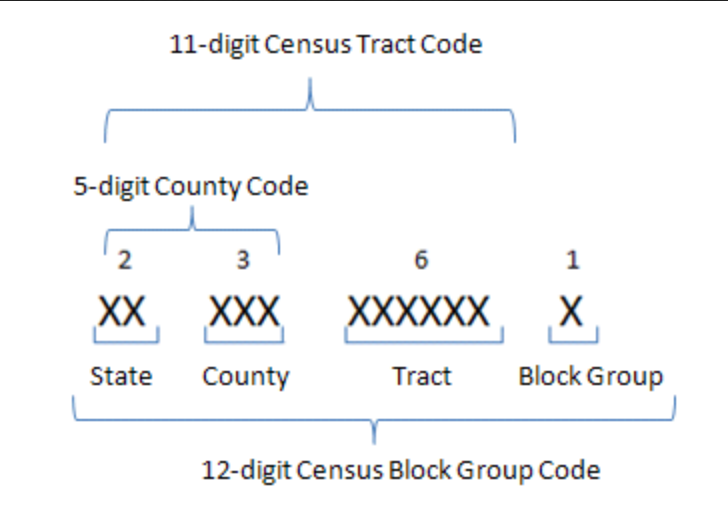 11-digit Census Tract Code
5-digit County Code
2 3 6 1
XX XXX XXXXXX X
State County Tract Block Group
12-digit Census Block Group Code